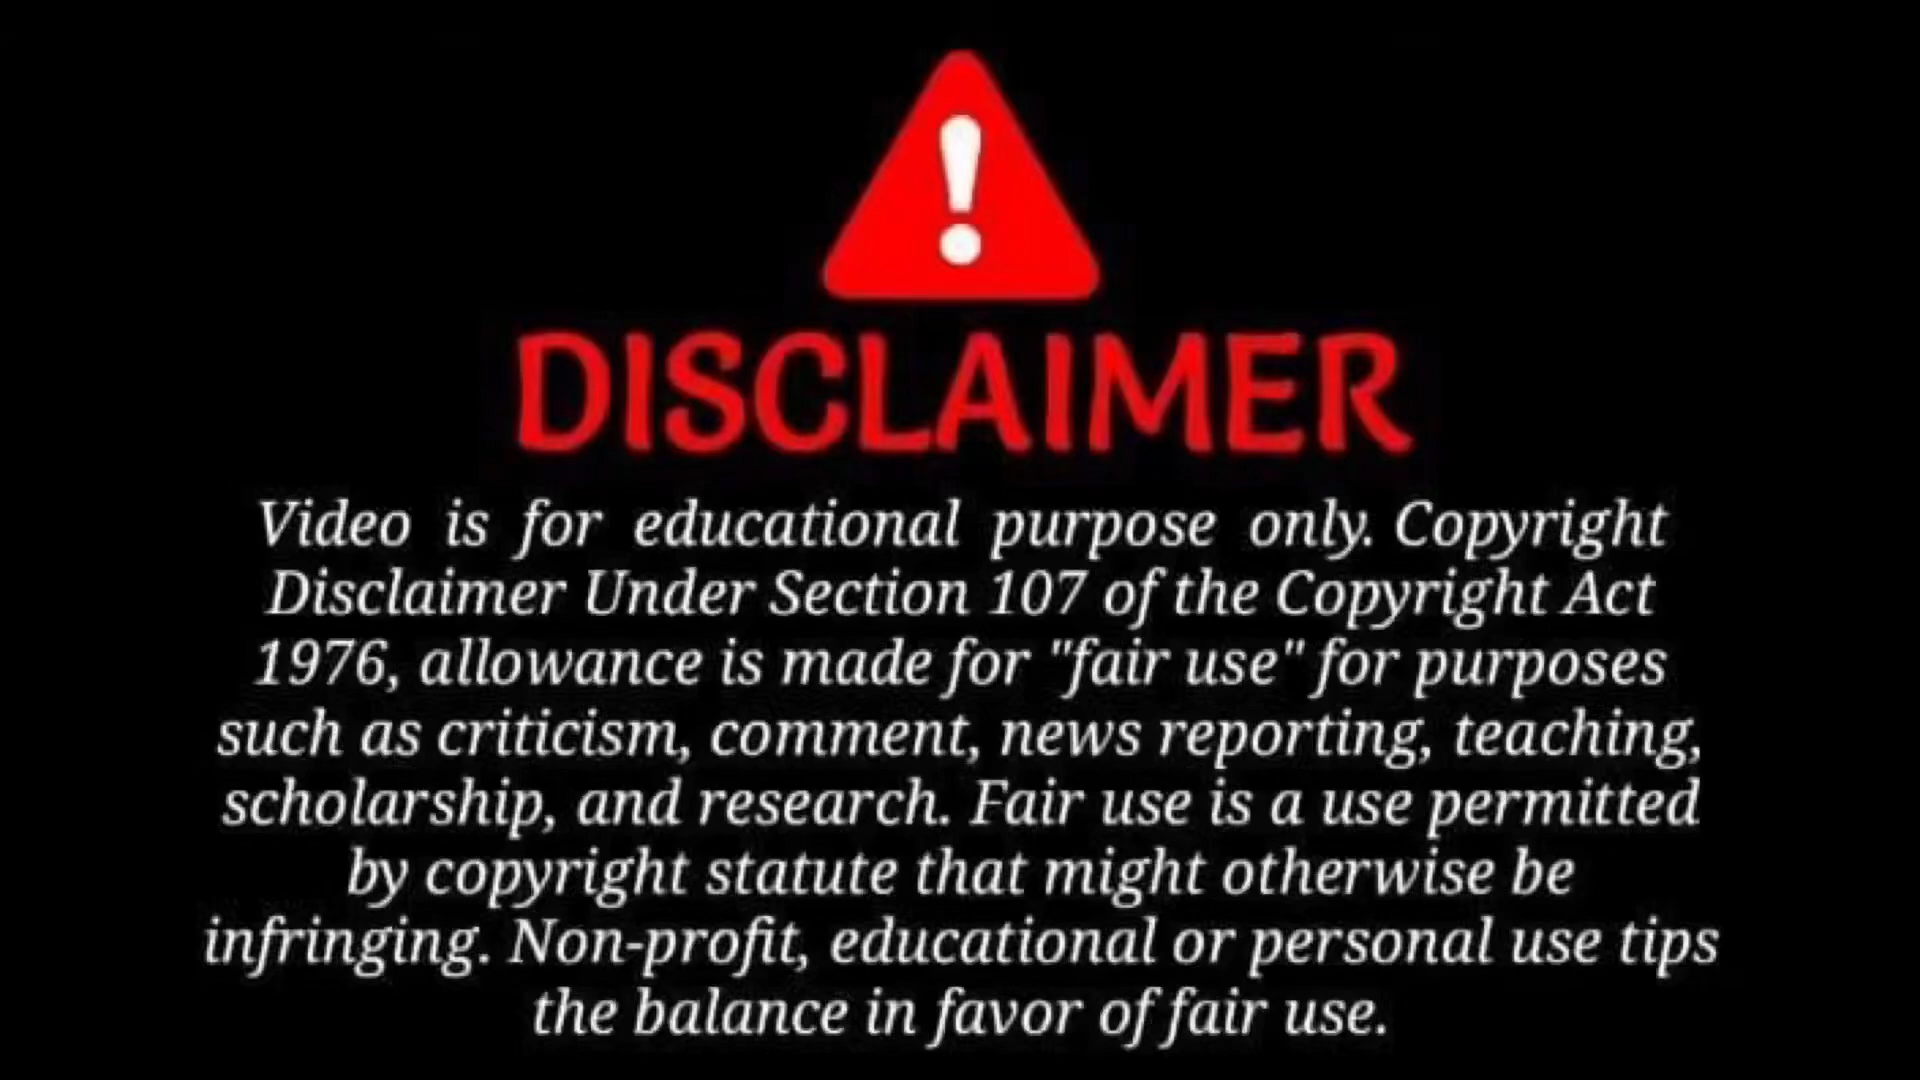 !
DISCLAIMER
Video is for educational purpose only. Copyright
Disclaimer Under Section 107 of the Copyright Act
1976, allowance is made for "fair use" for purposes
such as criticism, comment, news reporting, teaching,
scholarship, and research. Fair use is a use permitted
by copyright statute that might otherwise be
infringing. Non-profit, educational or personal use tips
the balance in favor of fair use.